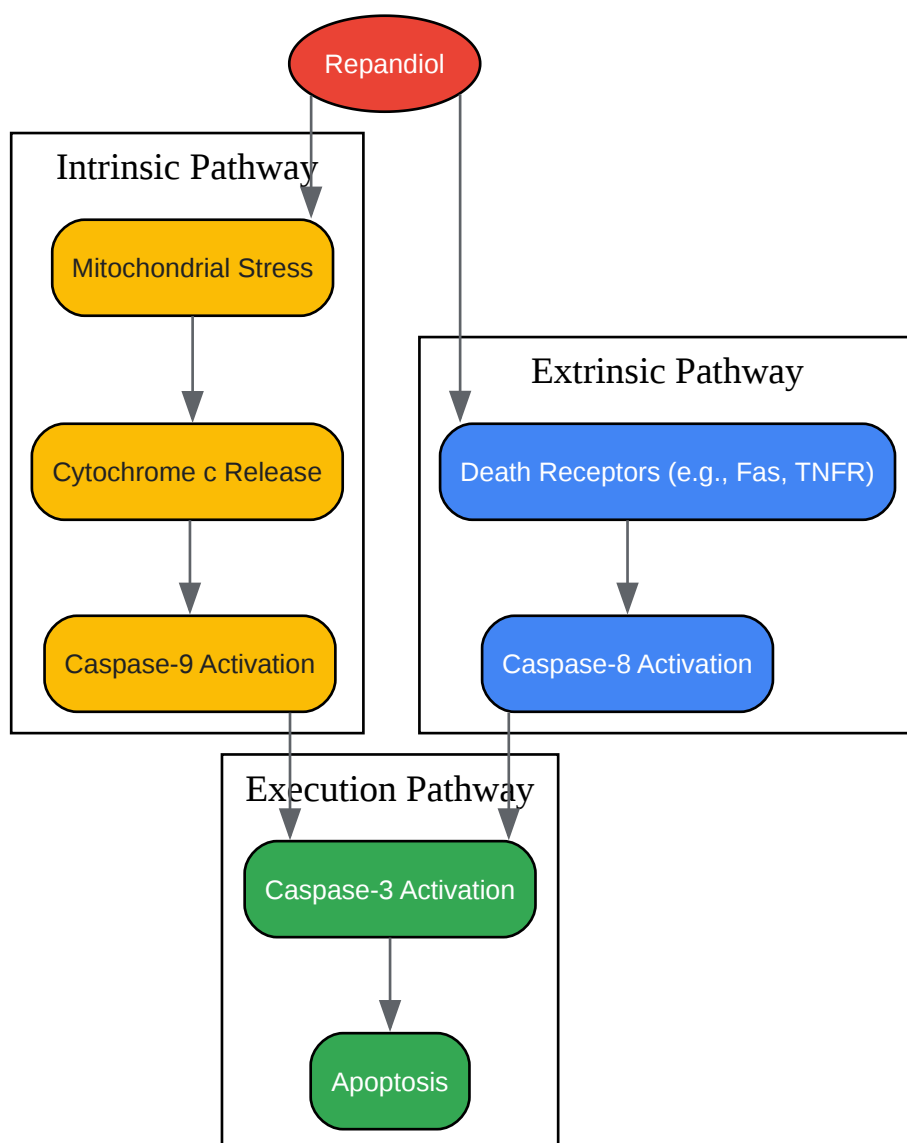 Repandiol
Intrinsic Pathway
Mitochondrial Stress
Cytochrome c Release
Caspase-9 Activation
Extrinsic Pathway
Death Receptors (e.g., Fas, TNFR)
Caspase-8 Activation
Execution Pathway
Caspase-3 Activation
Apoptosis